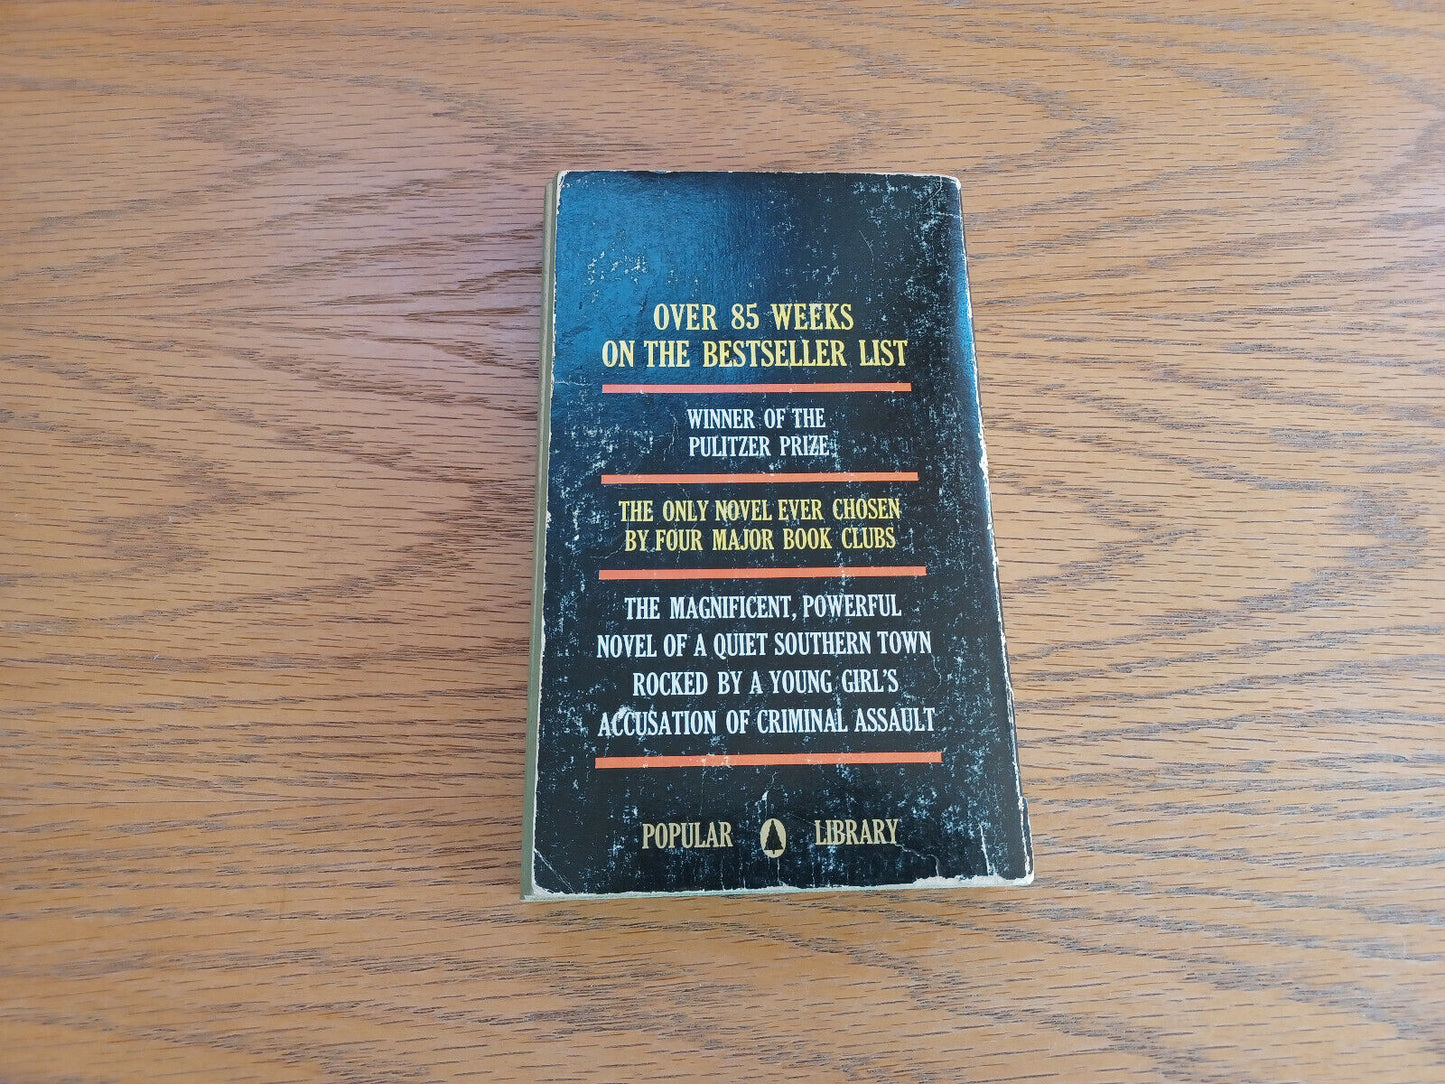 OVER 85 WEEKS
ON THE BESTSELLER LIST
WINNER OF THE
PULITZER PRIZE
THE ONLY NOVEL EVER CHOSEN
BY FOUR MAJOR BOOK CLUBS
THE MAGNIFICENT, POWERFUL
NOVEL OF A QUIET SOUTHERN TOWN
ROCKED BY A YOUNG GIRL'S
ACCUSATION OF CRIMINAL ASSAULT
POPULAR LIBRARY